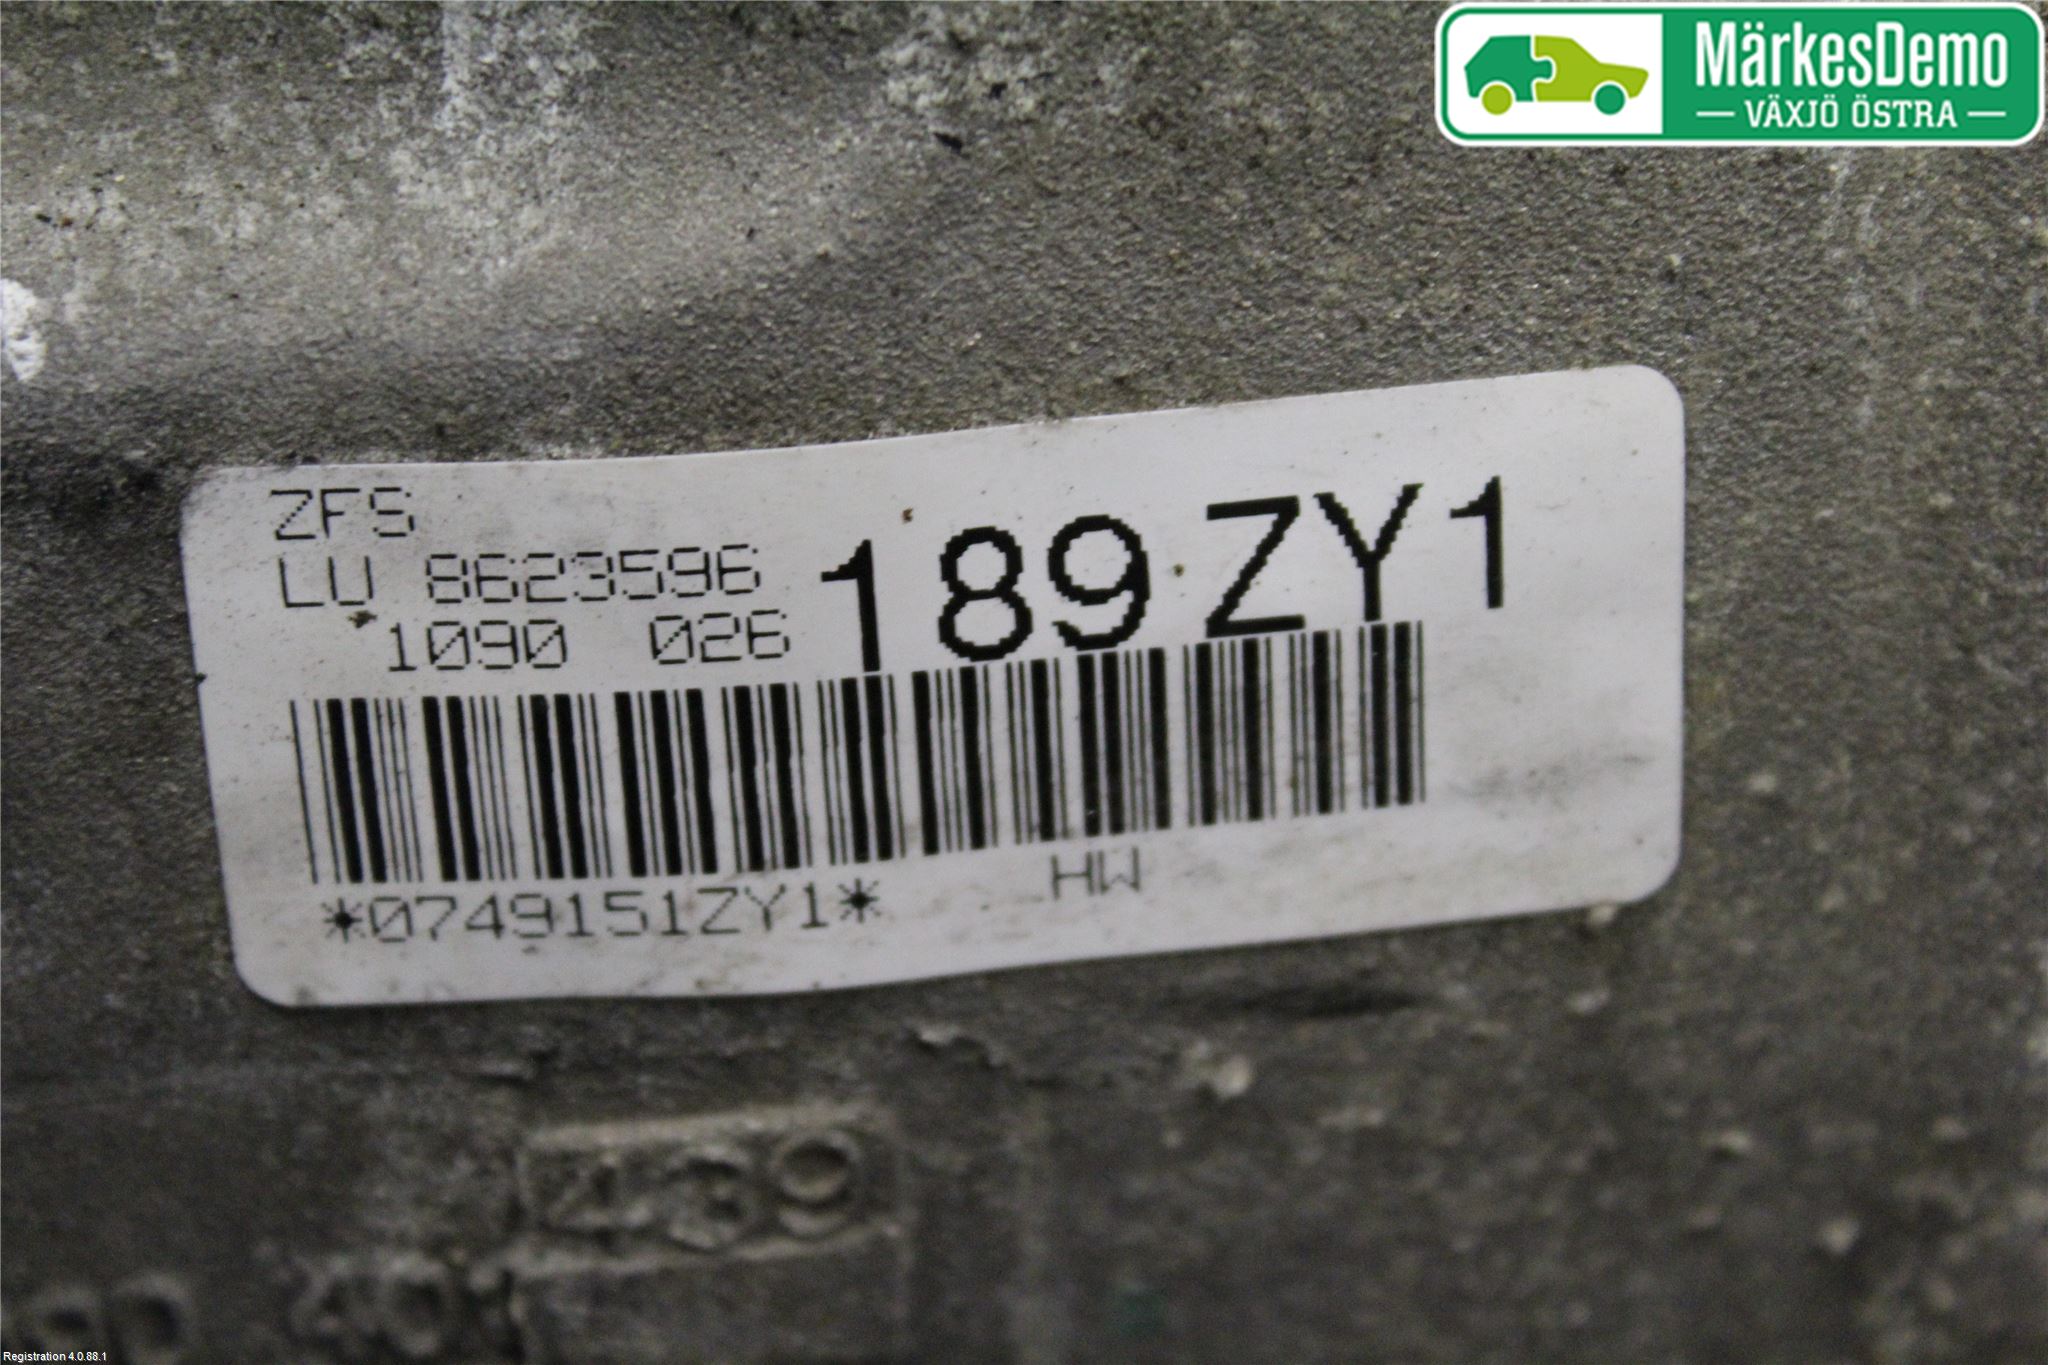 MärkesDemo
VÄXJÖ ÖSTRA
ZFS
LU 8623596
1090 026
189 ZY1
*0749151ZY1* HW
Registration 4.0.88.1